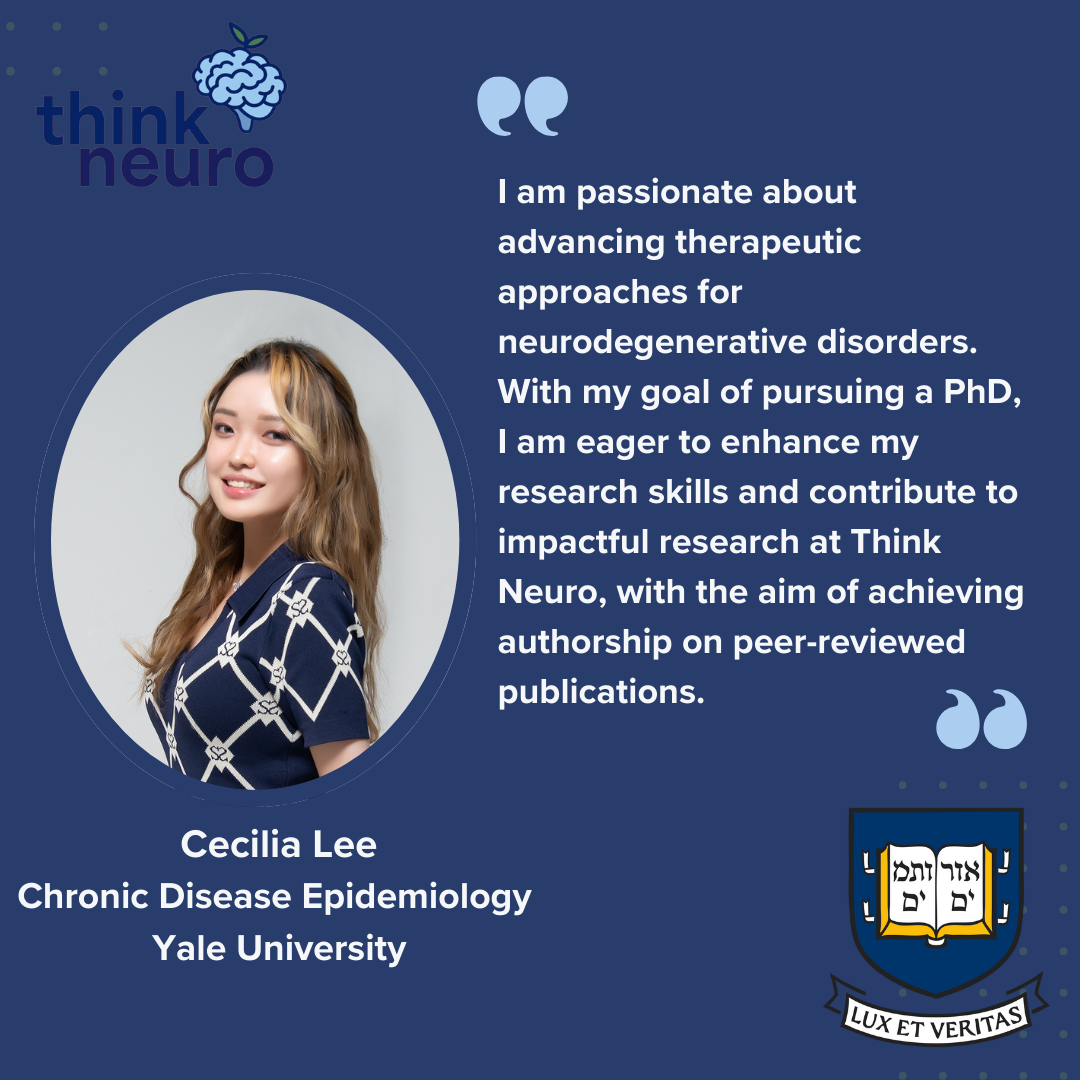 think
neuro
I am passionate about
advancing therapeutic
approaches for
neurodegenerative disorders.
With my goal of pursuing a PhD,
I am eager to enhance my
research skills and contribute to
impactful research at Think
Neuro, with the aim of achieving
authorship on peer-reviewed
publications.
Cecilia Lee
Chronic Disease Epidemiology
Yale University
אורים
ותמים
LUX ET VERITAS